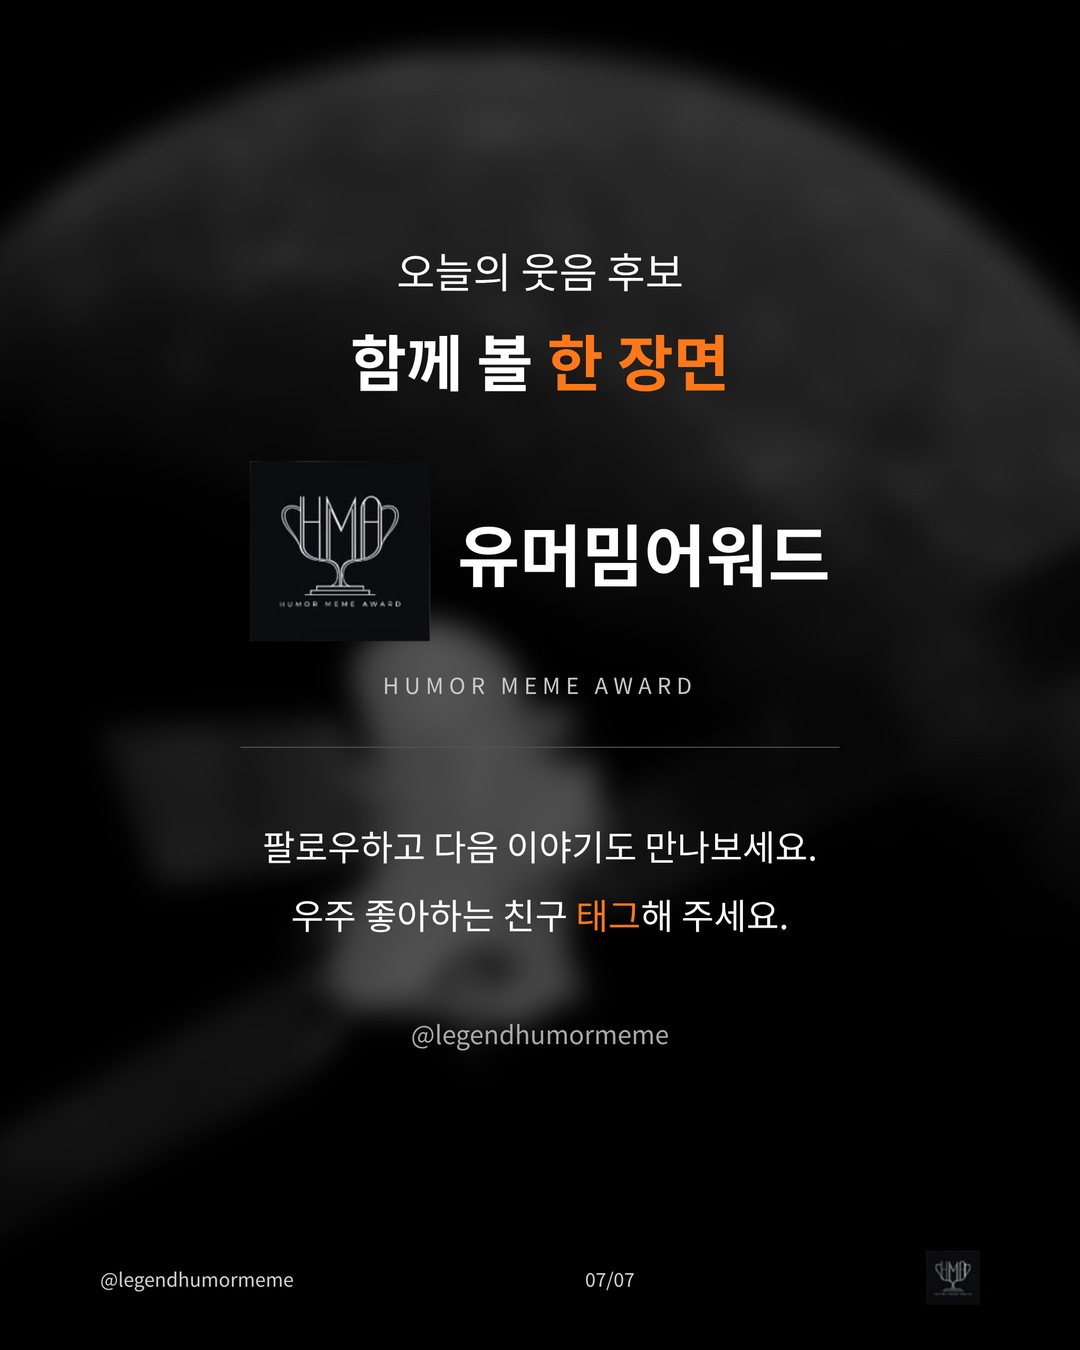 오늘의 웃음 후보
함께 볼 한 장면
HMA
HUMOR MEME AWARD
유머밈어워드
HUMOR MEME AWARD
팔로우하고 다음 이야기도 만나보세요.
우주 좋아하는 친구 태그해 주세요.
@legendhumormeme
@legendhumormeme
07/07
HMA